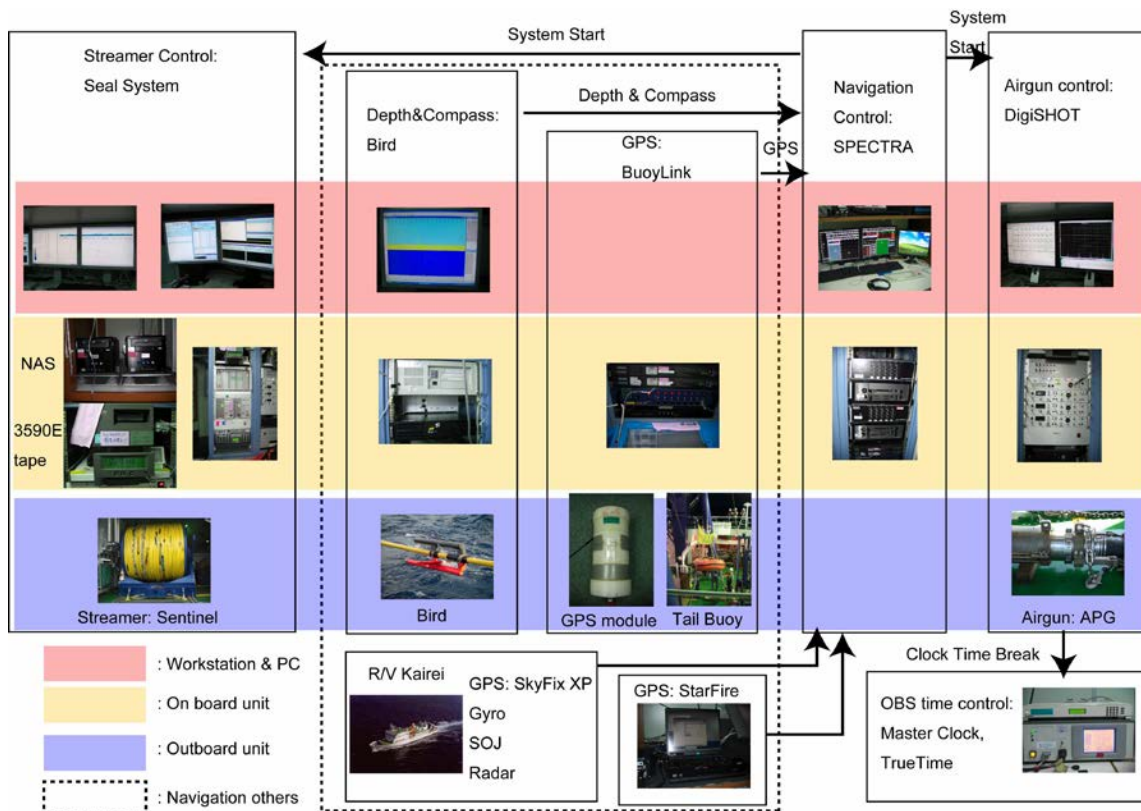 System Start
System
Start
Streamer Control:
Seal System
Depth&Compass:
Bird
Depth & Compass
GPS:
BuoyLink
GPS
Navigation
Control:
SPECTRA
Airgun control:
DigiSHOT
NAS
3590E
tape
Streamer: Sentinel
Bird
GPS module
Tail Buoy
Airgun: APG
: Workstation & PC
: On board unit
: Outboard unit
: Navigation others
R/V Kairei
GPS: SkyFix XP
Gyro
SOJ
Radar
GPS: StarFire
Clock Time Break
OBS time control:
Master Clock,
TrueTime